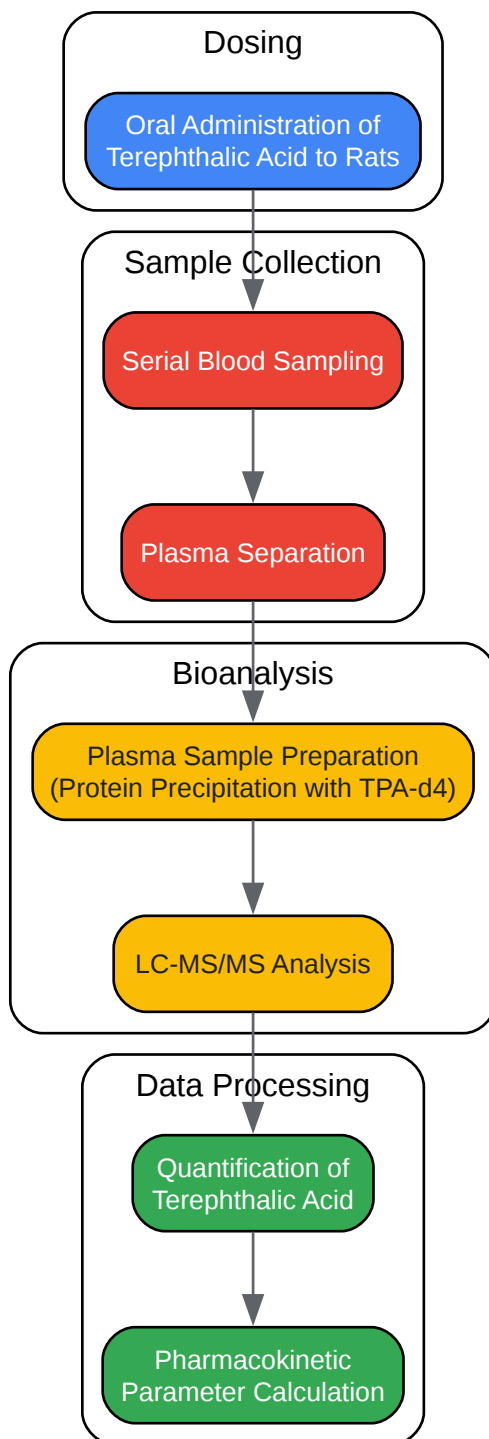 Dosing
Oral Administration of
Terephthalic Acid to Rats
Sample Collection
Serial Blood Sampling
Plasma Separation
Bioanalysis
Plasma Sample Preparation
(Protein Precipitation with TPA-d4)
LC-MS/MS Analysis
Data Processing
Quantification of
Terephthalic Acid
Pharmacokinetic
Parameter Calculation